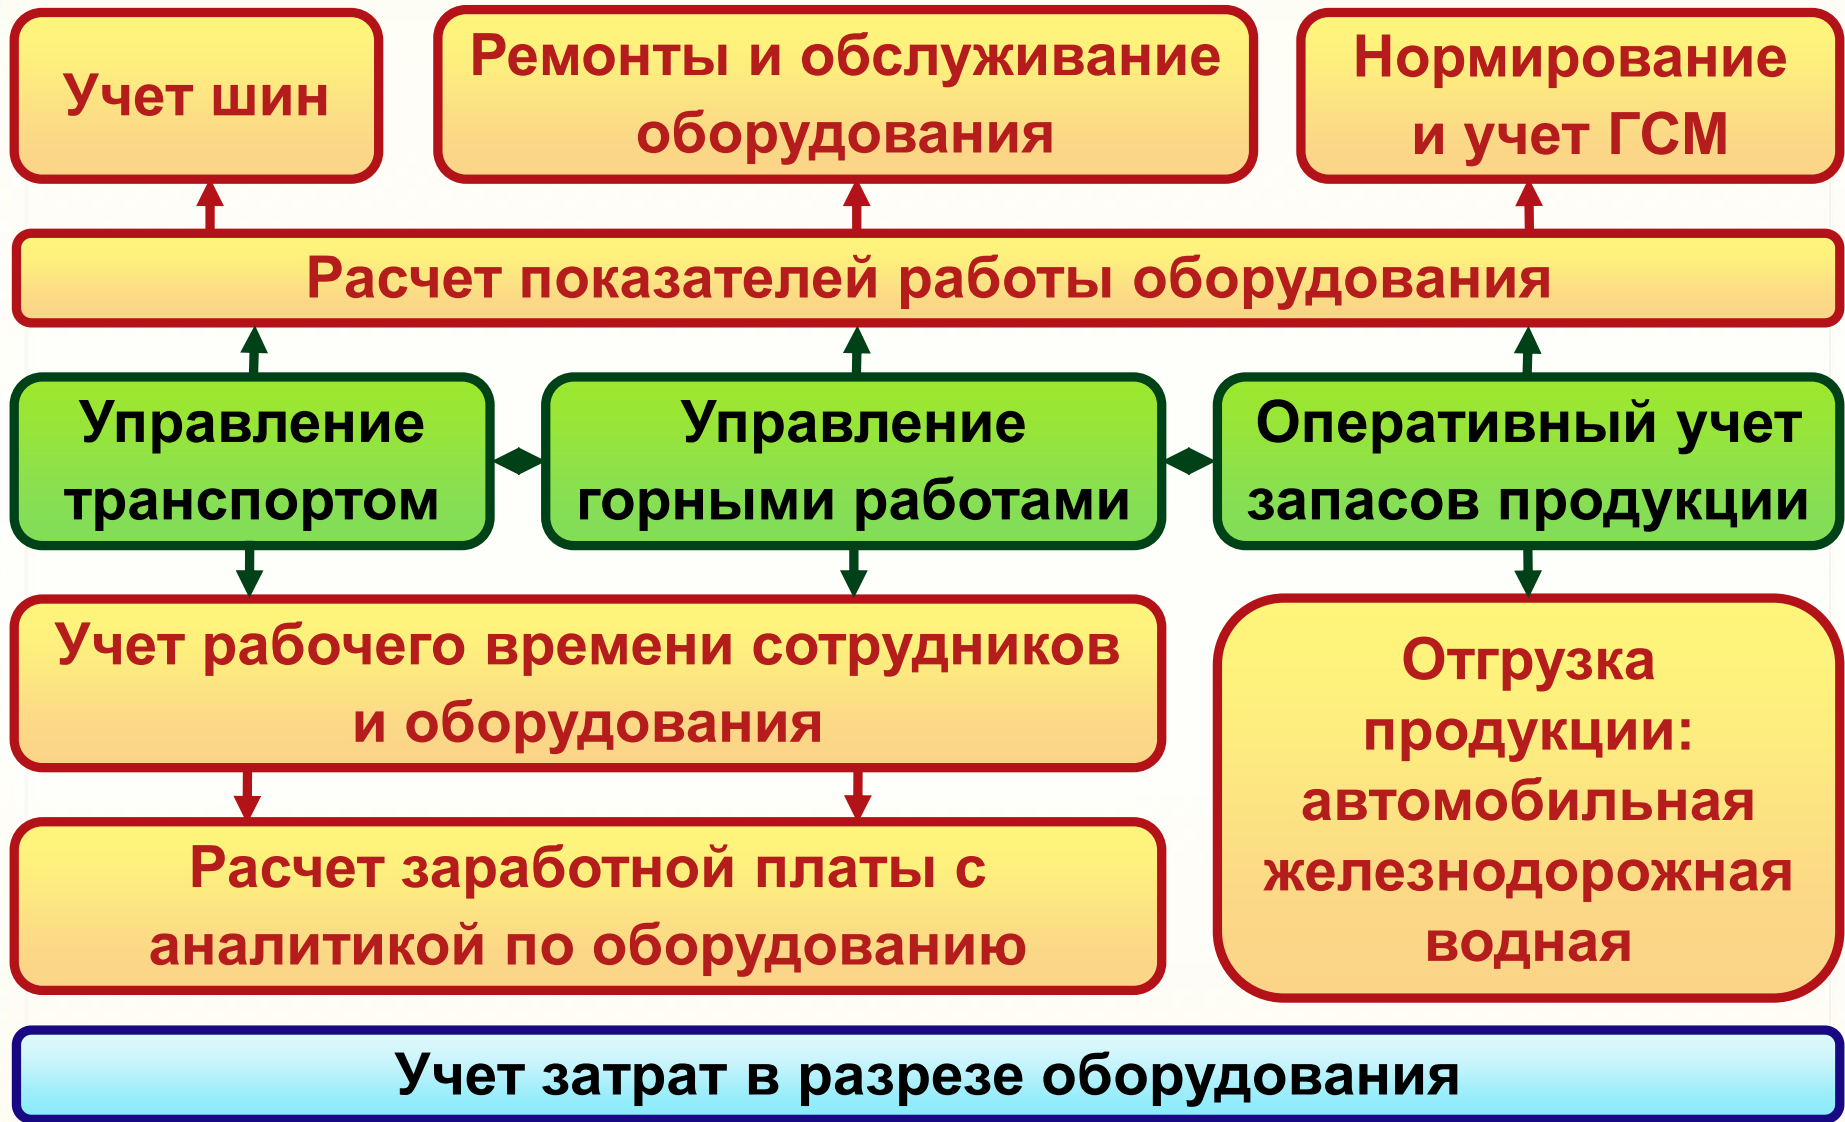 Учет шин
Ремонты и обслуживание
оборудования
Нормирование
и учет ГСМ
Расчет показателей работы оборудования
Управление
транспортом
Управление
горными работами
Оперативный учет
запасов продукции
Учет рабочего времени сотрудников
и оборудования
Отгрузка
продукции:
автомобильная
железнодорожная
водная
Расчет заработной платы с
аналитикой по оборудованию
Учет затрат в разрезе оборудования